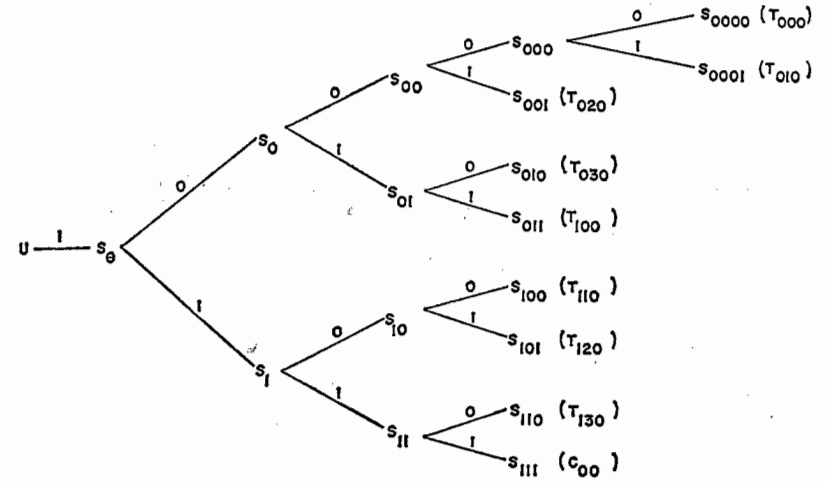 0 S0000 (T000)
0 S000
1 S0001 (T010)
S00
0 1 S001 (T020)
S0
1 0 S010 (T030)
0 S01
1 S011 (T100)
U 1 Sθ
0 S100 (T110)
1 0 S10
1 S101 (T120)
S1
1 0 S110 (T130)
S11
1 S111 (C00)